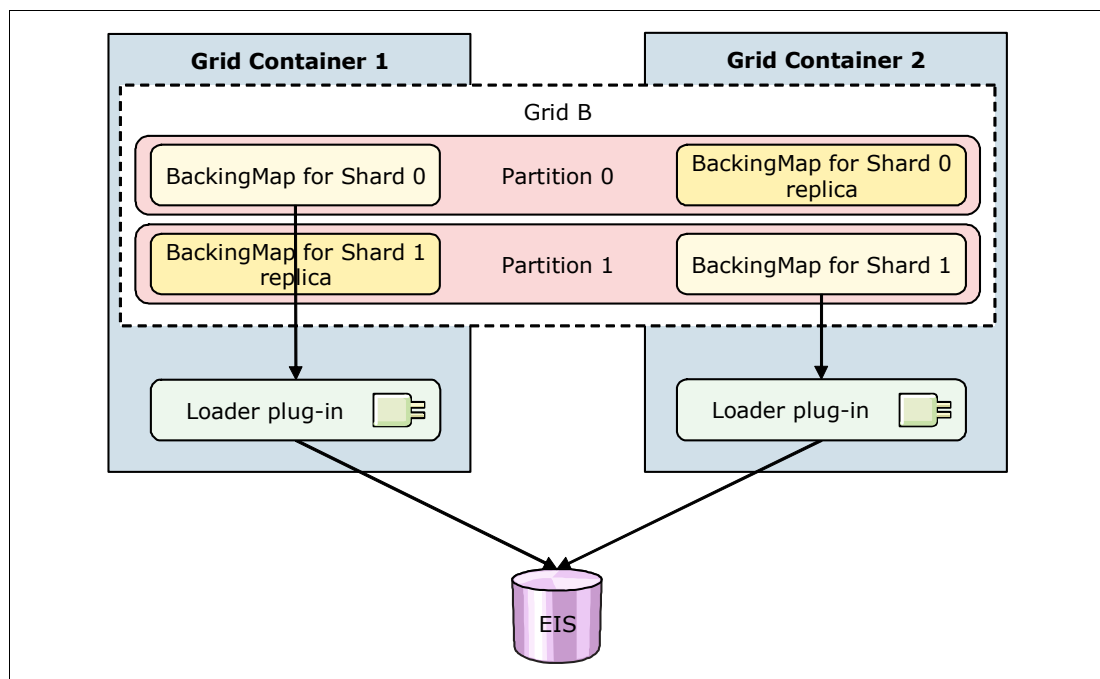 Grid Container 1
Grid Container 2
Grid B
BackingMap for Shard 0
Partition 0
BackingMap for Shard 0
replica
BackingMap for Shard 1
replica
Partition 1
BackingMap for Shard 1
Loader plug-in
Loader plug-in
EIS